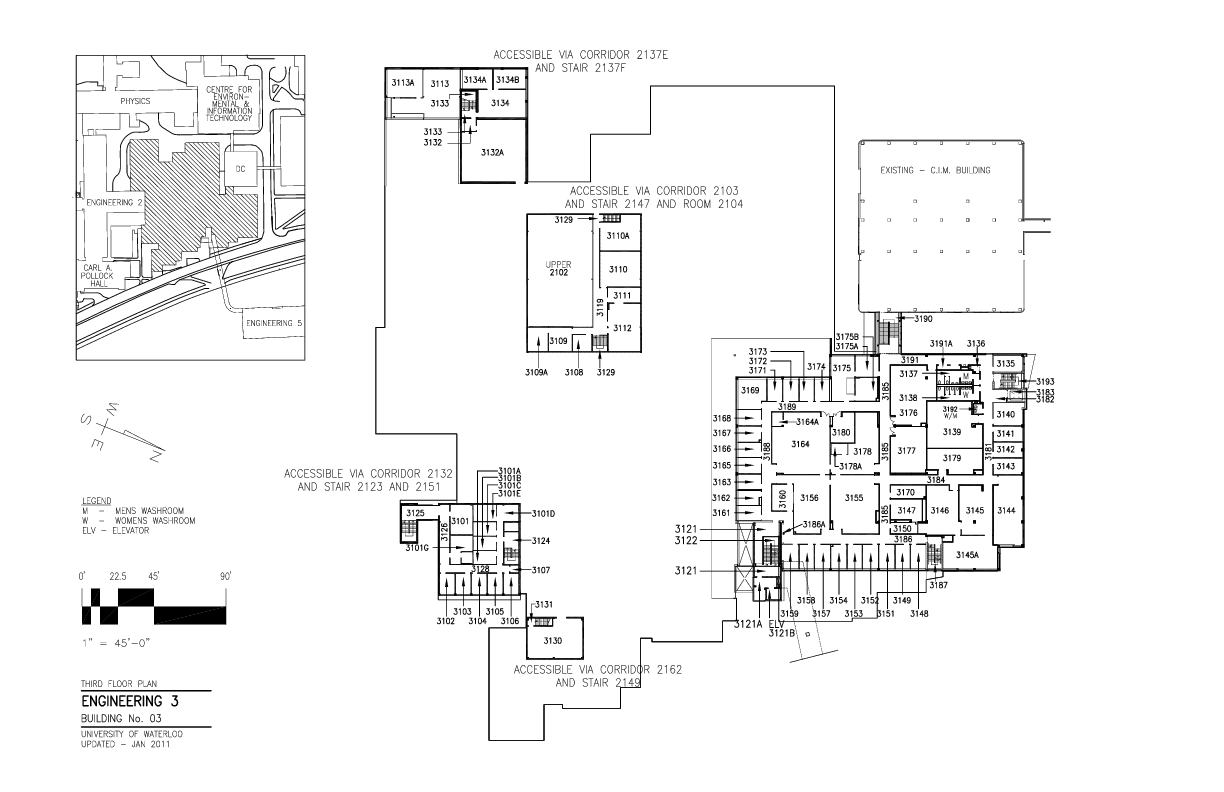 ACCESSIBLE VIA CORRIDOR 2137E
AND STAIR 2137F
3113A
3113
3134A
3134B
3133
3134
3133
3132
3132A
PHYSICS
CENTRE FOR
ENVIRON-
MENTAL &
INFORMATION
TECHNOLOGY
DC
ENGINEERING 2
CARL A.
POLLOCK
HALL
ENGINEERING 5
EXISTING - C.I.M. BUILDING
ACCESSIBLE VIA CORRIDOR 2103
AND STAIR 2147 AND ROOM 2104
3129
3110A
UPPER
2102
3110
3111
3119
3112
3109
3109A
3108
3129
3190
3175B
3175A
3191A
3136
3173
3172
3171
3174
3175
3191
3135
3137
M
3193
3169
3185
3138
W
3183
3182
3189
3176
3192
W/M
3140
3168
3164A
3167
3180
3139
3141
3166
3188
3164
3178
3185
3177
3181
3142
3165
3178A
3179
3143
3163
3184
3162
3160
3156
3155
3170
3146
3145
3144
3161
3185
3147
3186A
3150
3121
3186
3122
3145A
3121
3187
3158
3154
3152
3149
3159
3157
3153
3151
3148
3121A
ELV
3121B
W
S
E
N
LEGEND
M - MENS WASHROOM
W - WOMENS WASHROOM
ELV - ELEVATOR
ACCESSIBLE VIA CORRIDOR 2132
AND STAIR 2123 AND 2151
3101A
3101B
3101C
3101E
3125
3101
3101D
3126
3124
3101G
3128
3107
3103
3105
3102
3104
3106
3131
3130
ACCESSIBLE VIA CORRIDOR 2162
AND STAIR 2149
0' 22.5 45' 90'
1" = 45'-0"
THIRD FLOOR PLAN
ENGINEERING 3
BUILDING No. 03
UNIVERSITY OF WATERLOO
UPDATED - JAN 2011